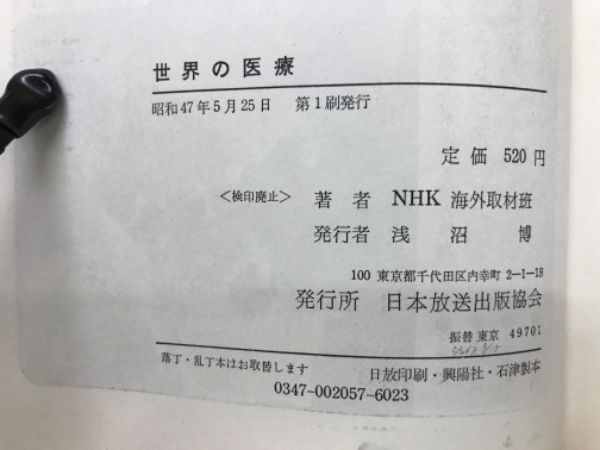 世界の医療
昭和47年5月25日 第1刷発行
定価 520円
<検印廃止> 著者 NHK 海外取材班
発行者 浅沼 博
100 東京都千代田区内幸町 2-1-18
発行所 日本放送出版協会
振替 東京 49701
落丁・乱丁本はお取替します
日放印刷・興陽社・石津製本
0347-002057-6023